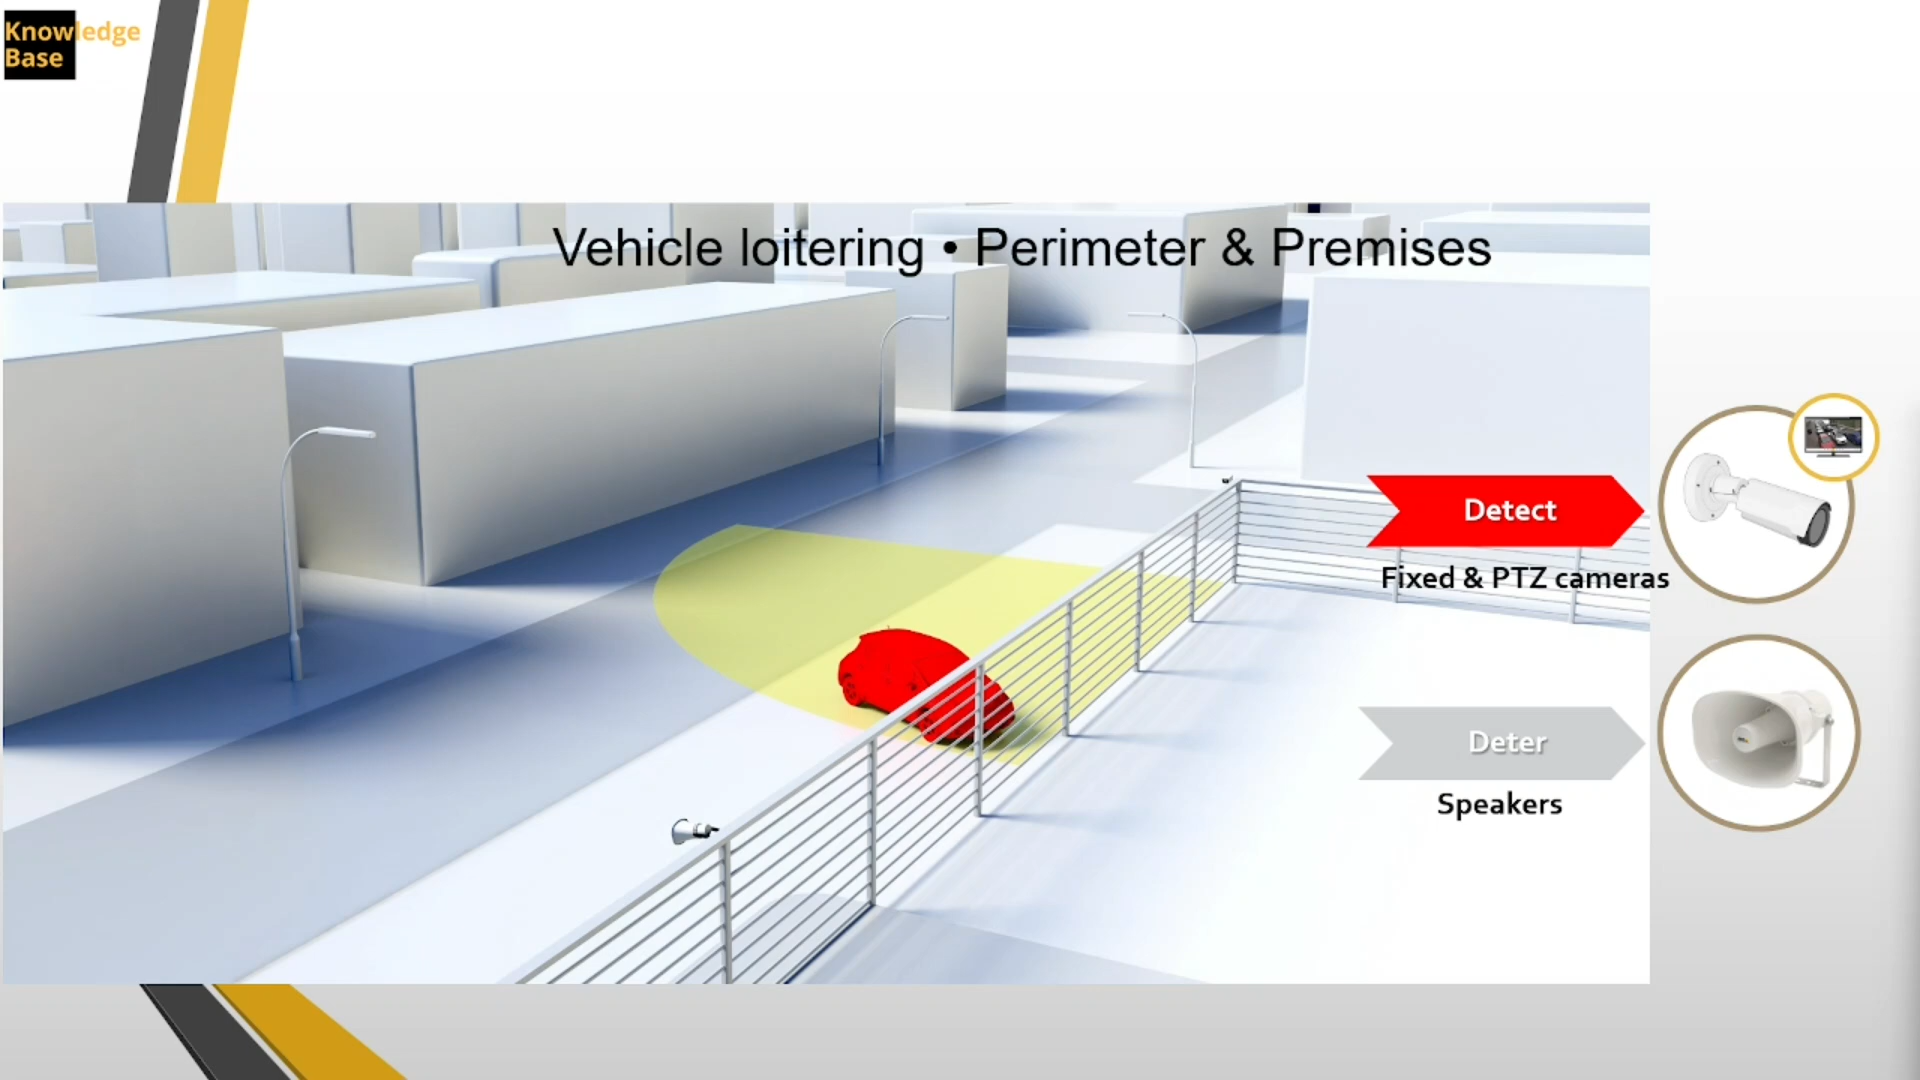 Knowledge
Base
Vehicle loitering • Perimeter & Premises
Detect
Fixed & PTZ cameras
Deter
Speakers